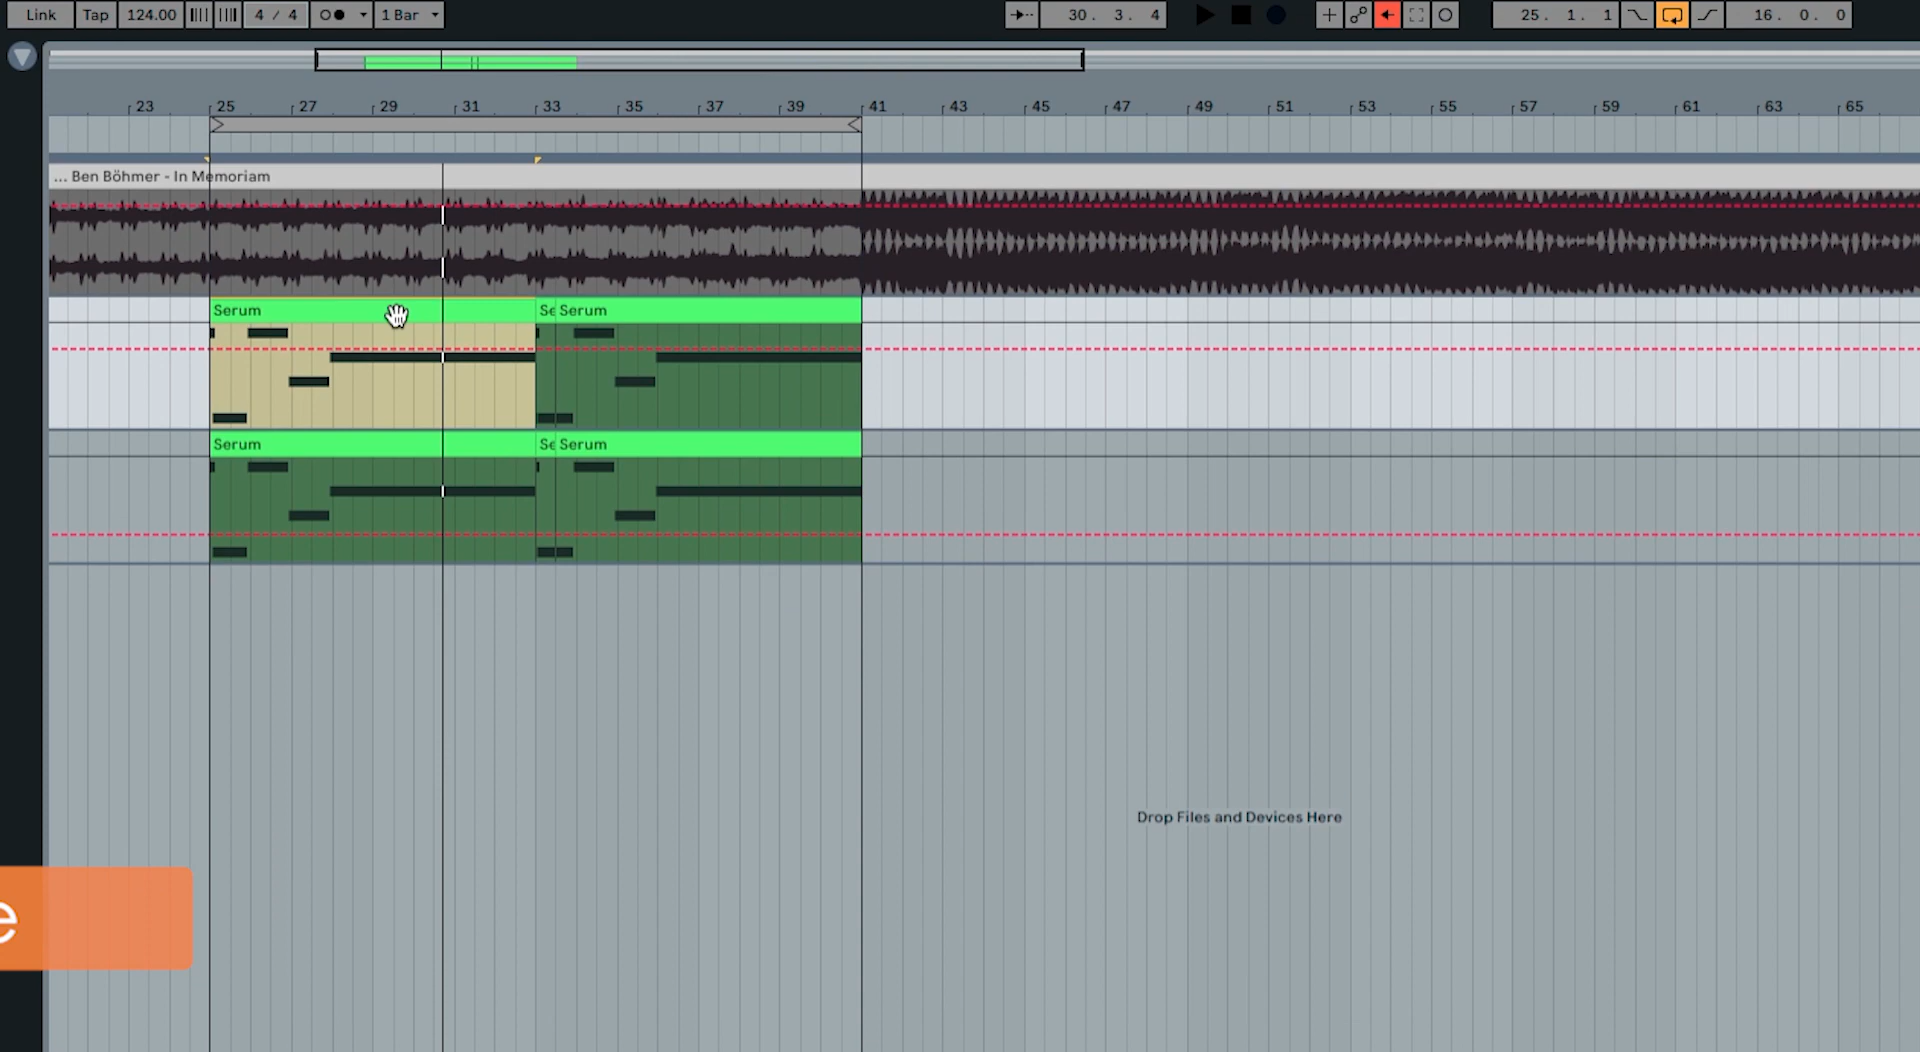 Link Tap 124.00 4 / 4 1 Bar 30. 3. 4 25. 1. 1 16. 0. 0
23 25 27 29 31 33 35 37 39 41 43 45 47 49 51 53 55 57 59 61 63 65
... Ben Böhmer - In Memoriam
Serum Se Serum
Serum Se Serum
Drop Files and Devices Here
e